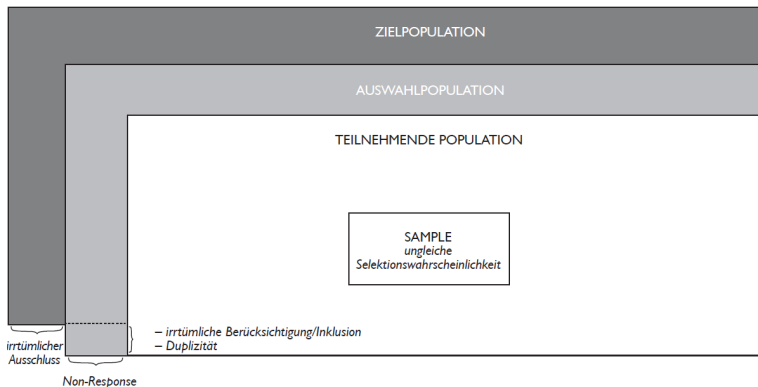 ZIELPOPULATION
AUSWAHLPOPULATION
TEILNEHMENDE POPULATION
SAMPLE
ungleiche
Selektionswahrscheinlichkeit
– irrtümliche Berücksichtigung/Inklusion
– Duplizität
irrtümlicher
Ausschluss
Non-Response